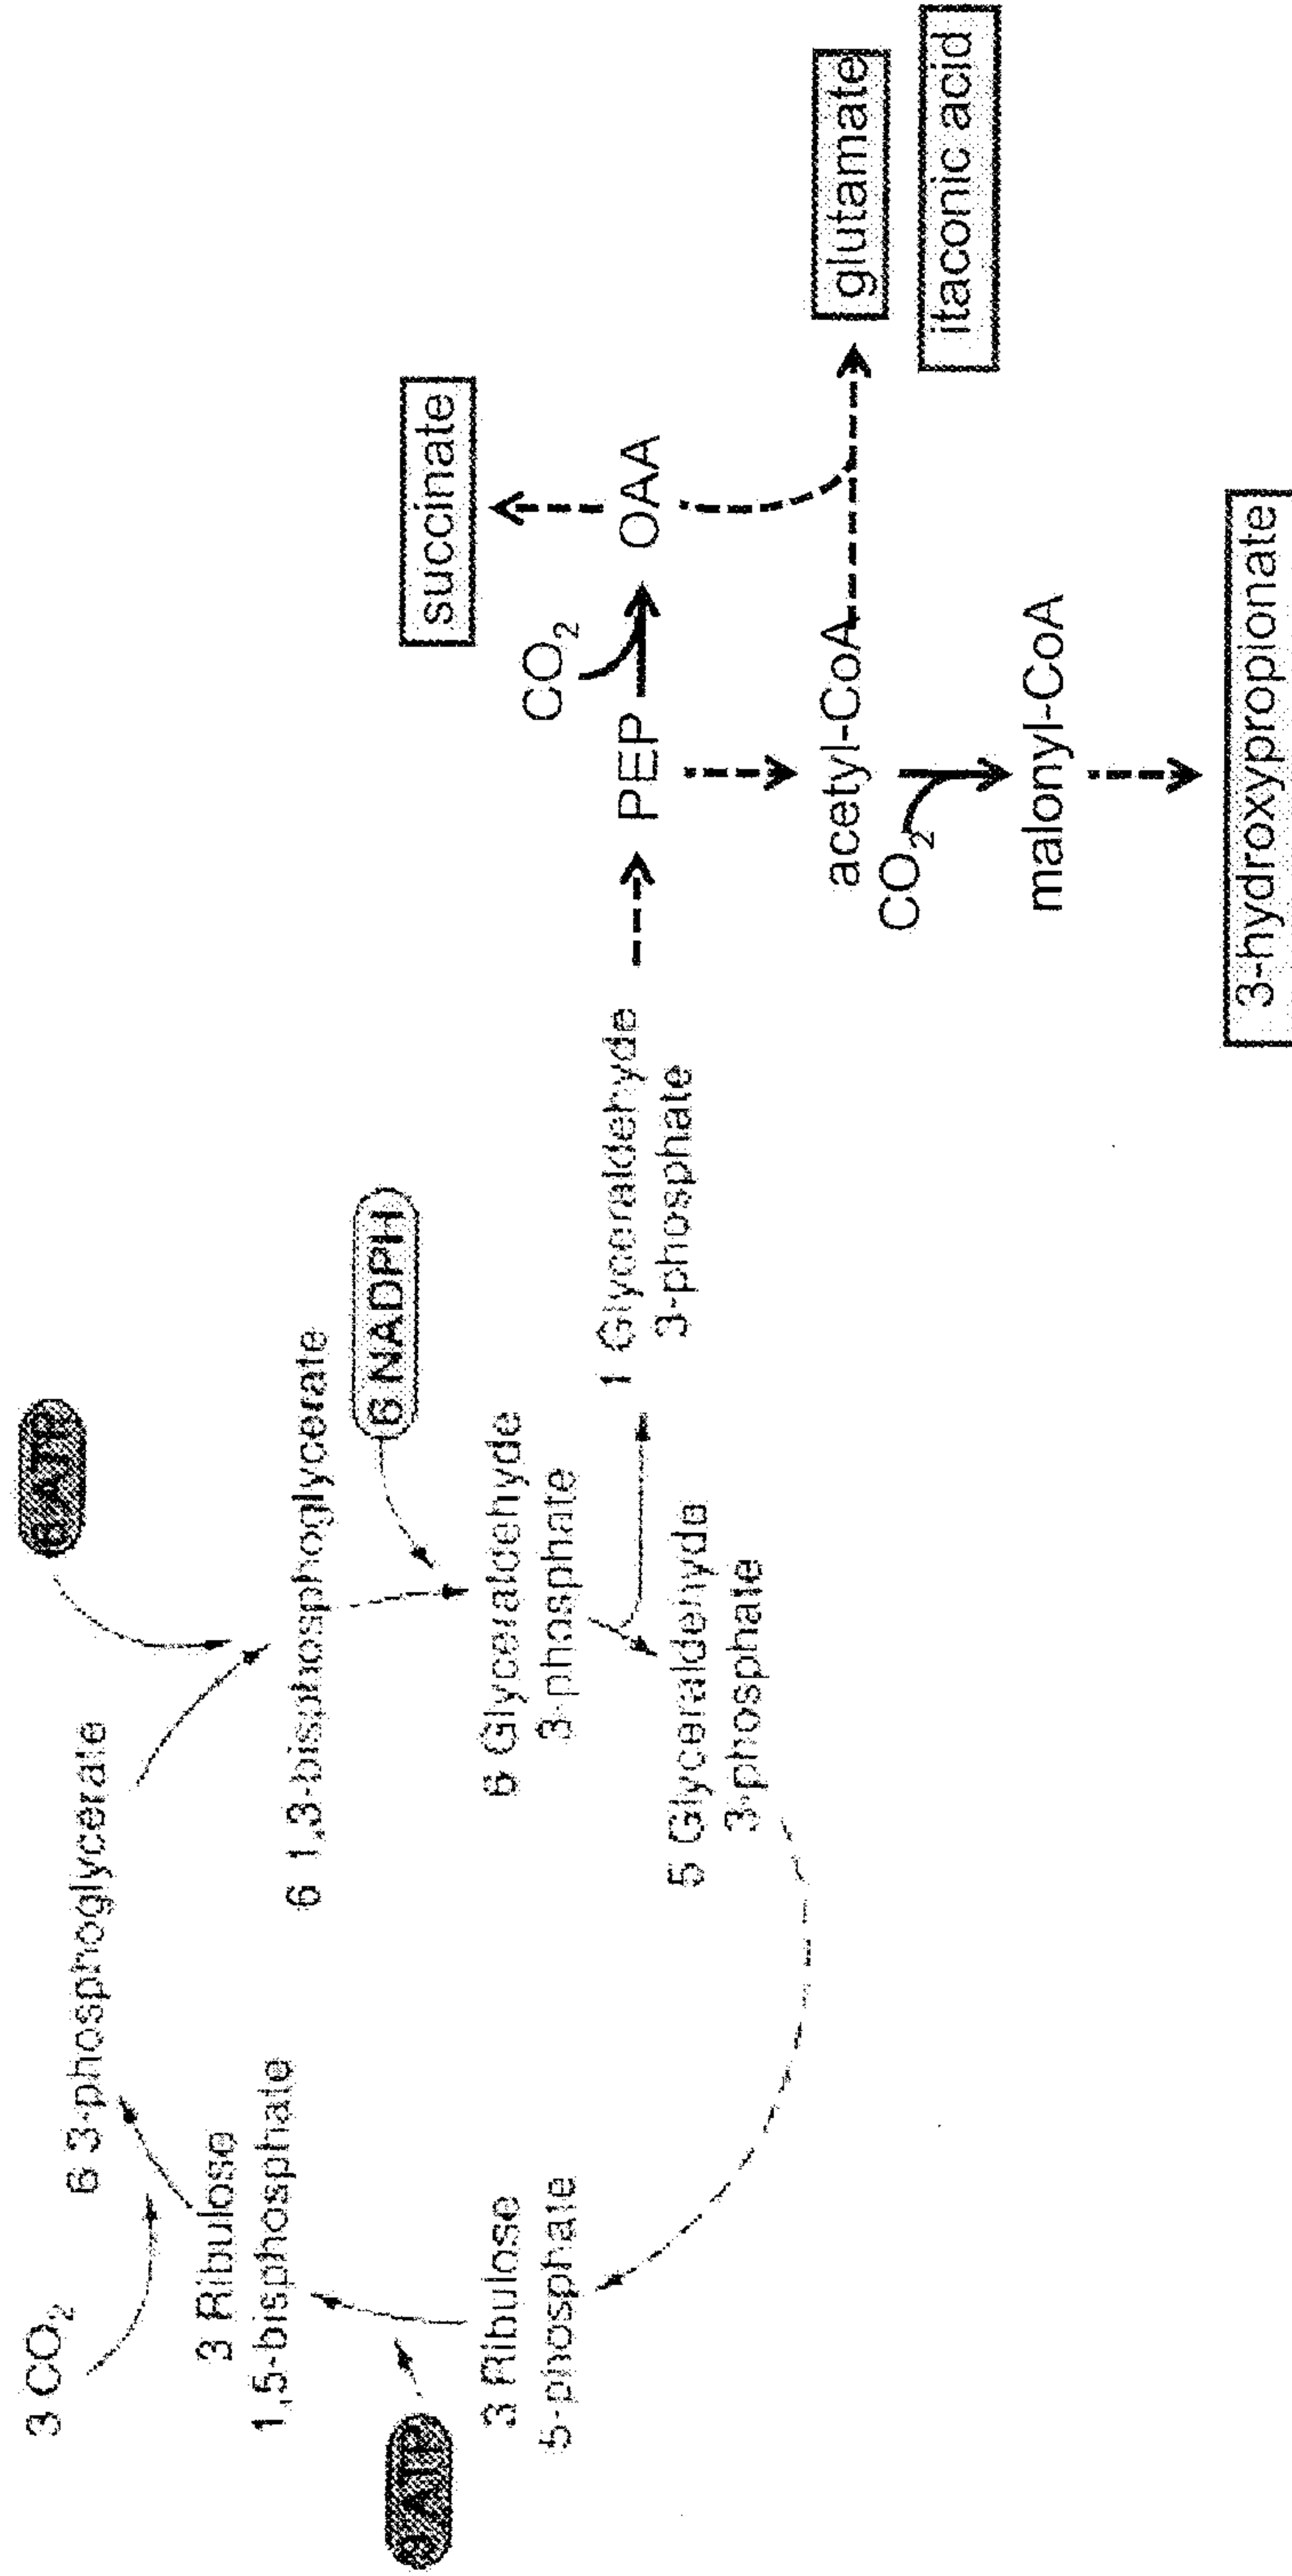 3 CO2
6 3-phosphoglycerate
6 ATP
3 Ribulose
1,5-bisphosphate
6 1,3-bisphosphoglycerate
6 NADPH
3 ATP
3 Ribulose
5-phosphate
6 Glyceraldehyde
3-phosphate
5 Glyceraldehyde
3-phosphate
1 Glyceraldehyde
3-phosphate
succinate
CO2
PEP
OAA
acetyl-CoA
glutamate
CO2
itaconic acid
malonyl-CoA
3-hydroxypropionate